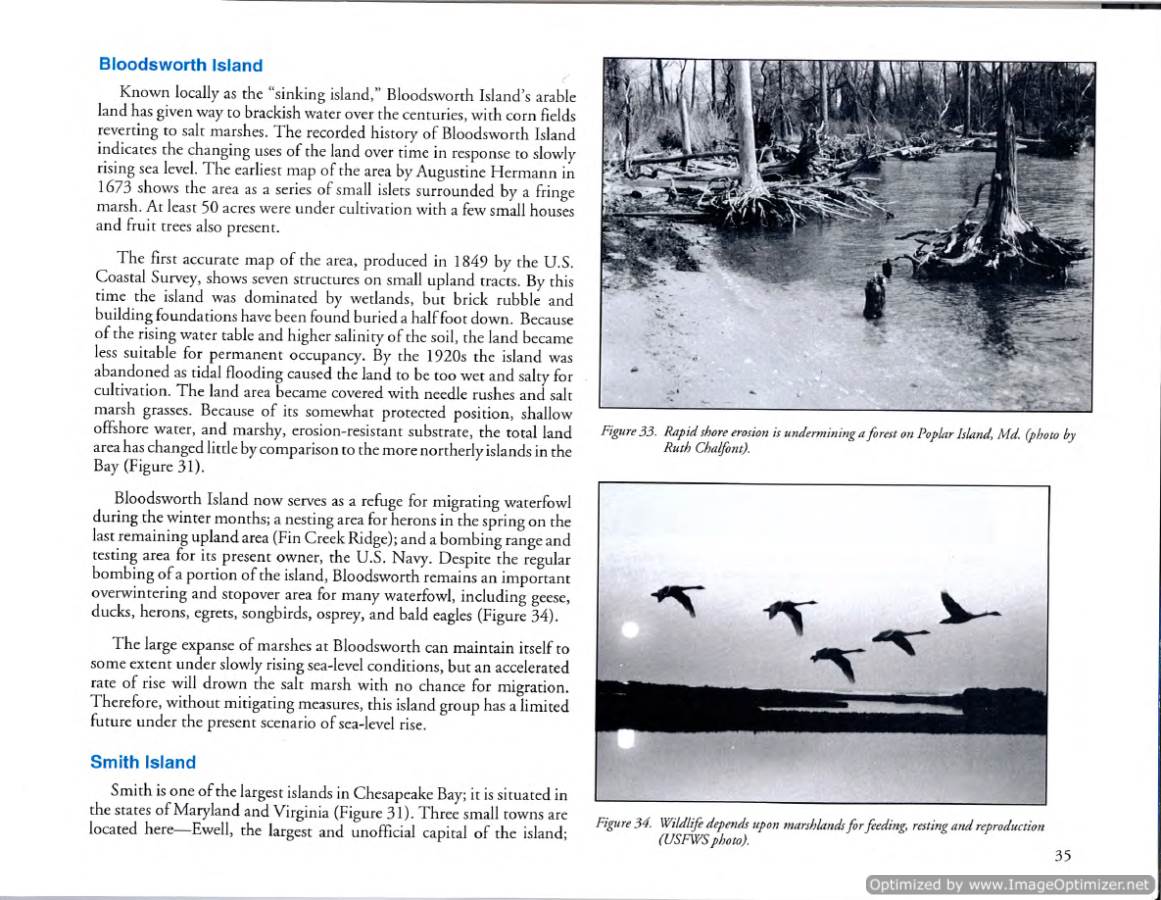 Bloodsworth Island
Known locally as the “sinking island,” Bloodsworth Island’s arable
land has given way to brackish water over the centuries, with corn fields
reverting to salt marshes. The recorded history of Bloodsworth Island
indicates the changing uses of the land over time in response to slowly
rising sea level. The earliest map of the area by Augustine Hermann in
1673 shows the area as a series of small islets surrounded by a fringe
marsh. At least 50 acres were under cultivation with a few small houses
and fruit trees also present.
The first accurate map of the area, produced in 1849 by the U.S.
Coastal Survey, shows seven structures on small upland tracts. By this
time the island was dominated by wetlands, but brick rubble and
building foundations have been found buried a half foot down. Because
of the rising water table and higher salinity of the soil, the land became
less suitable for permanent occupancy. By the 1920s the island was
abandoned as tidal flooding caused the land to be too wet and salty for
cultivation. The land area became covered with needle rushes and salt
marsh grasses. Because of its somewhat protected position, shallow
offshore water, and marshy, erosion-resistant substrate, the total land
area has changed little by comparison to the more northerly islands in the
Bay (Figure 31).
Bloodsworth Island now serves as a refuge for migrating waterfowl
during the winter months; a nesting area for herons in the spring on the
last remaining upland area (Fin Creek Ridge); and a bombing range and
testing area for its present owner, the U.S. Navy. Despite the regular
bombing of a portion of the island, Bloodsworth remains an important
overwintering and stopover area for many waterfowl, including geese,
ducks, herons, egrets, songbirds, osprey, and bald eagles (Figure 34).
The large expanse of marshes at Bloodsworth can maintain itself to
some extent under slowly rising sea-level conditions, but an accelerated
rate of rise will drown the salt marsh with no chance for migration.
Therefore, without mitigating measures, this island group has a limited
future under the present scenario of sea-level rise.
Smith Island
Smith is one of the largest islands in Chesapeake Bay; it is situated in
the states of Maryland and Virginia (Figure 31). Three small towns are
located here—Ewell, the largest and unofficial capital of the island;
Figure 33. Rapid shore erosion is undermining a forest on Poplar Island, Md. (photo by
Ruth Chalfont).
Figure 34. Wildlife depends upon marshlands for feeding, resting and reproduction
(USFWS photo).
35
Optimized by www.ImageOptimizer.net